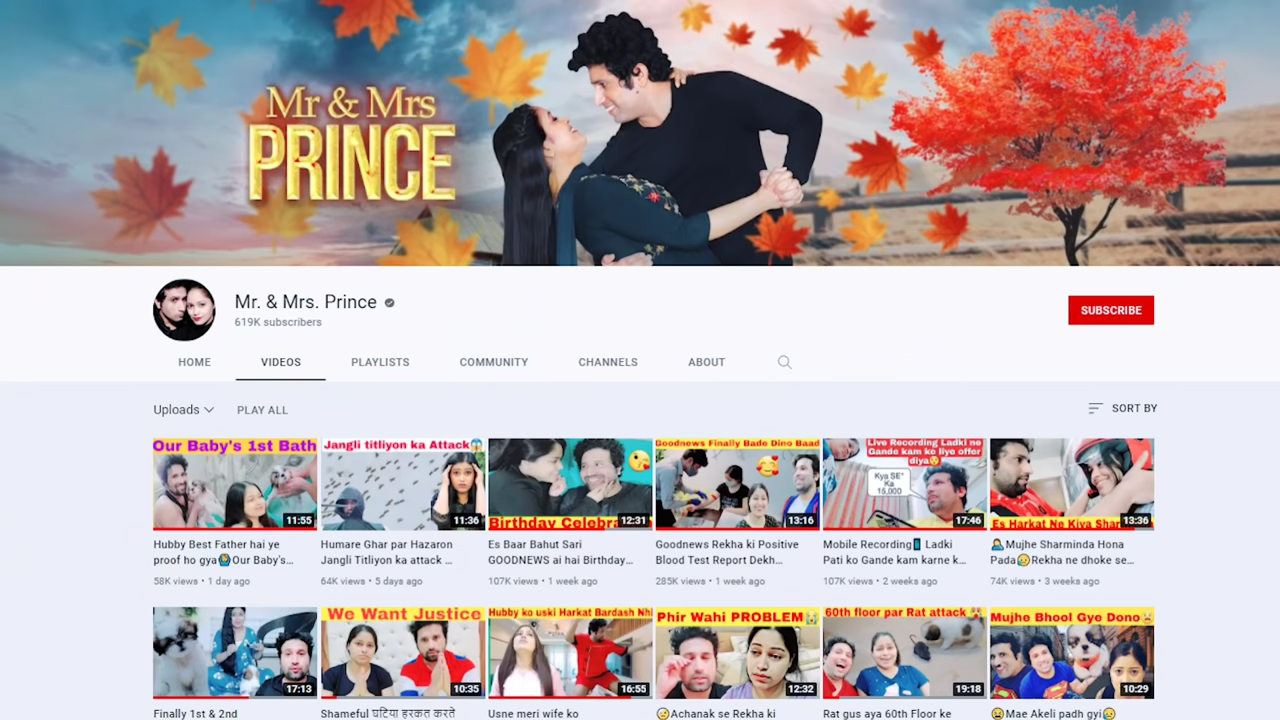 Mr & Mrs
PRINCE
Mr. & Mrs. Prince
619K subscribers
SUBSCRIBE
HOME
VIDEOS
PLAYLISTS
COMMUNITY
CHANNELS
ABOUT
Uploads
PLAY ALL
SORT BY
Our Baby's 1st Bath
11:55
Hubby Best Father hai ye
proof ho gya🙆‍♂️Our Baby's...
58K views • 1 day ago
Jangli titliyon ka Attack😱
11:36
Humare Ghar par Hazaron
Jangli Titliyon ka attack ...
64K views • 5 days ago
Birthday Celebra
12:31
Es Baar Bahut Sari
GOODNEWS ai hai Birthday...
107K views • 1 week ago
Goodnews Finally Bade Dino Baad
13:16
Goodness Rekha ki Positive
Blood Test Report Dekh...
285K views • 1 week ago
Live Recording Ladki ne
Gande kam ke liye offer
diya😲
Kya SE*
Ka
15,000
17:46
Mobile Recording📱 Ladki
Pati ko Gande kam karne k...
107K views • 2 weeks ago
Es Harkat Ne Kiya Shar
13:36
🤦‍♂️Mujhe Sharminda Hona
Pada😥Rekha ne dhoke se...
74K views • 3 weeks ago
17:13
Finally 1st & 2nd
We Want Justice
10:35
Shameful घटिया हरकत करते
Hubby ko uski Harkat Bardash Nhi
16:55
Usne meri wife ko
Phir Wahi PROBLEM😭
12:32
😥Achanak se Rekha ki
60th floor par Rat attack😲
19:18
Rat gus aya 60th Floor ke
Mujhe Bhool Gye Dono😫
10:29
😫Mae Akeli padh gyi😥